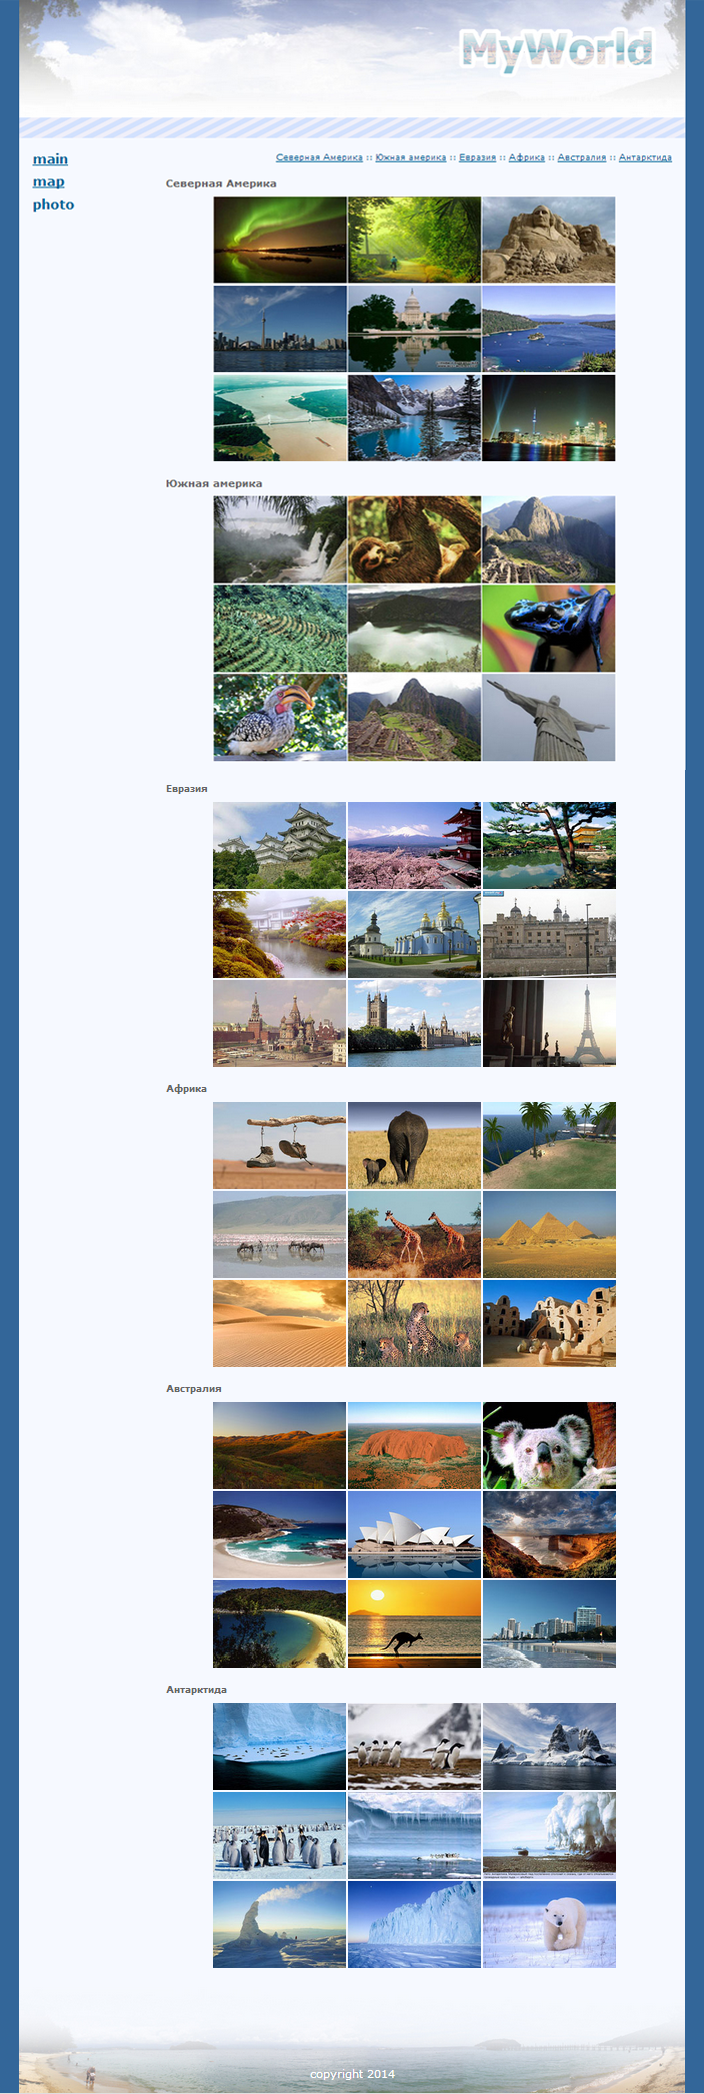 MyWorld
main
map
photo
Северная Америка :: Южная америка :: Евразия :: Африка :: Австралия :: Антарктида
Северная Америка
Южная америка
Евразия
Африка
Австралия
Антарктида
copyright 2014